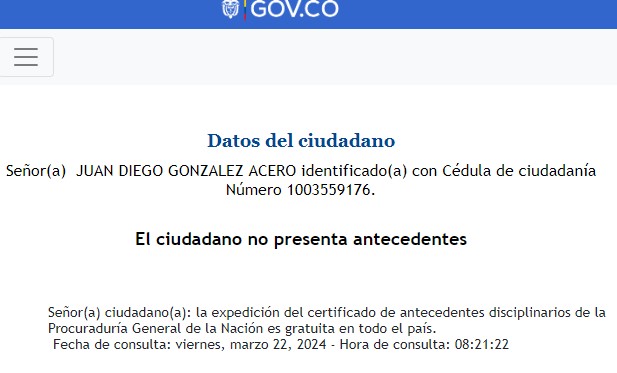 GOV.CO
Datos del ciudadano
Señor(a)  JUAN DIEGO GONZALEZ ACERO identificado(a) con Cédula de ciudadanía
Número 1003559176.
El ciudadano no presenta antecedentes
Señor(a) ciudadano(a): la expedición del certificado de antecedentes disciplinarios de la
Procuraduría General de la Nación es gratuita en todo el país.
Fecha de consulta: viernes, marzo 22, 2024 - Hora de consulta: 08:21:22